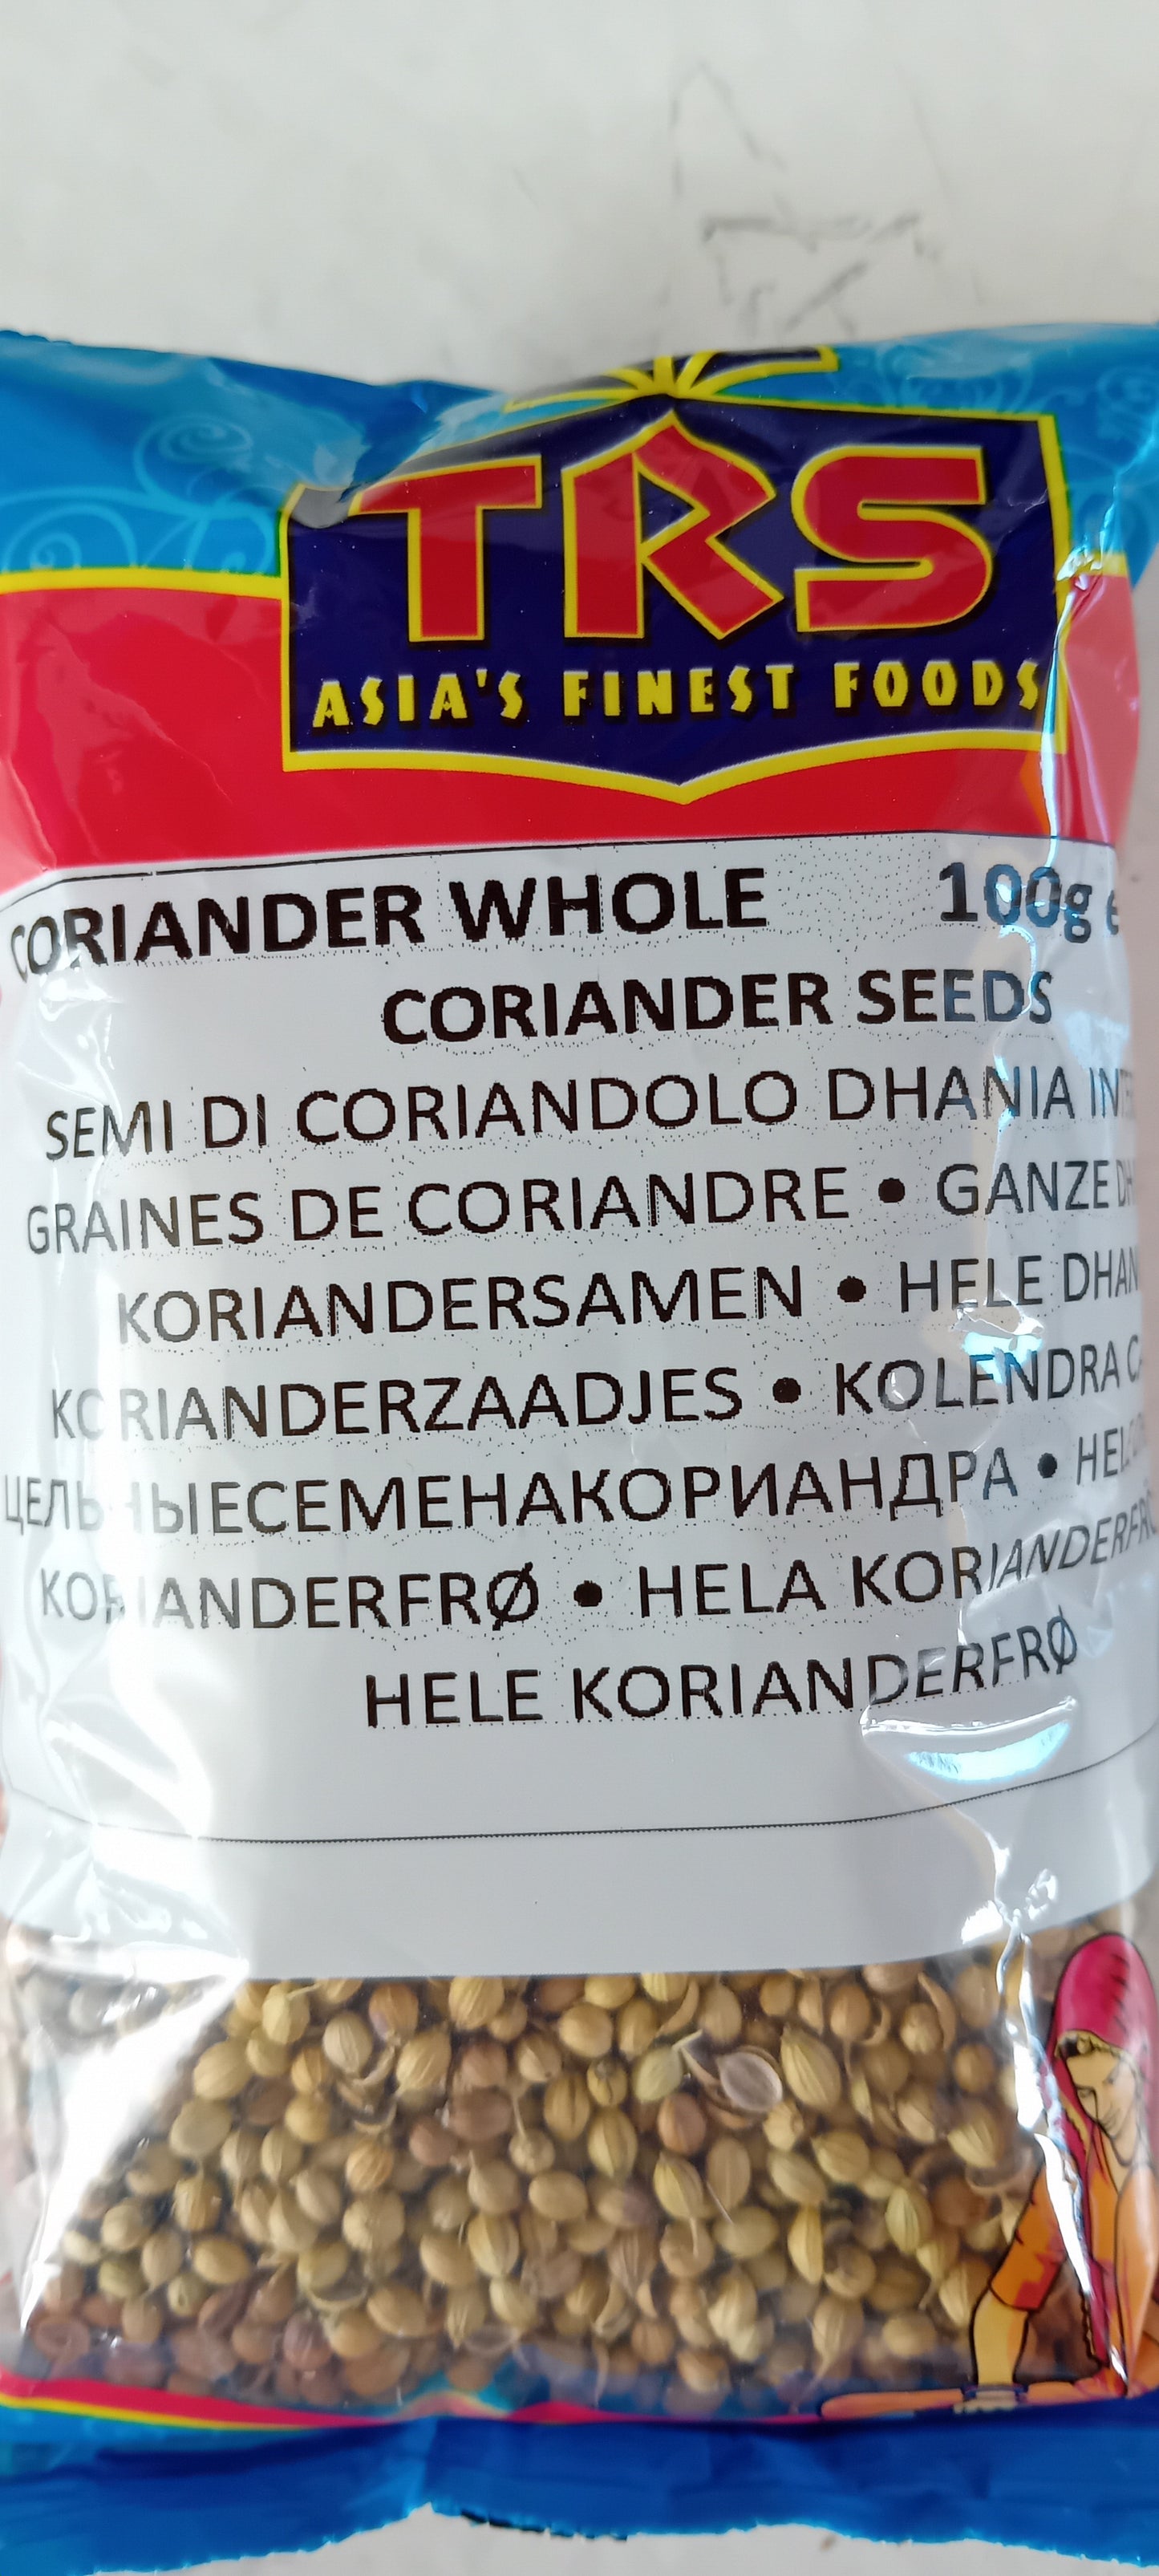 TRS
ASIA'S FINEST FOODS
CORIANDER WHOLE 100g e
CORIANDER SEEDS
SEMI DI CORIANDOLO DHANIA
GRAINES DE CORIANDRE • GANZE
KORIANDERSAMEN • HELE
KORIANDERZAADJES • KOLENDRA
ЦЕЛЬНЫЕСЕМЕНАКОРИАНДРА •
KORIANDERFRØ • HELA
HELE KORIANDERFRØ